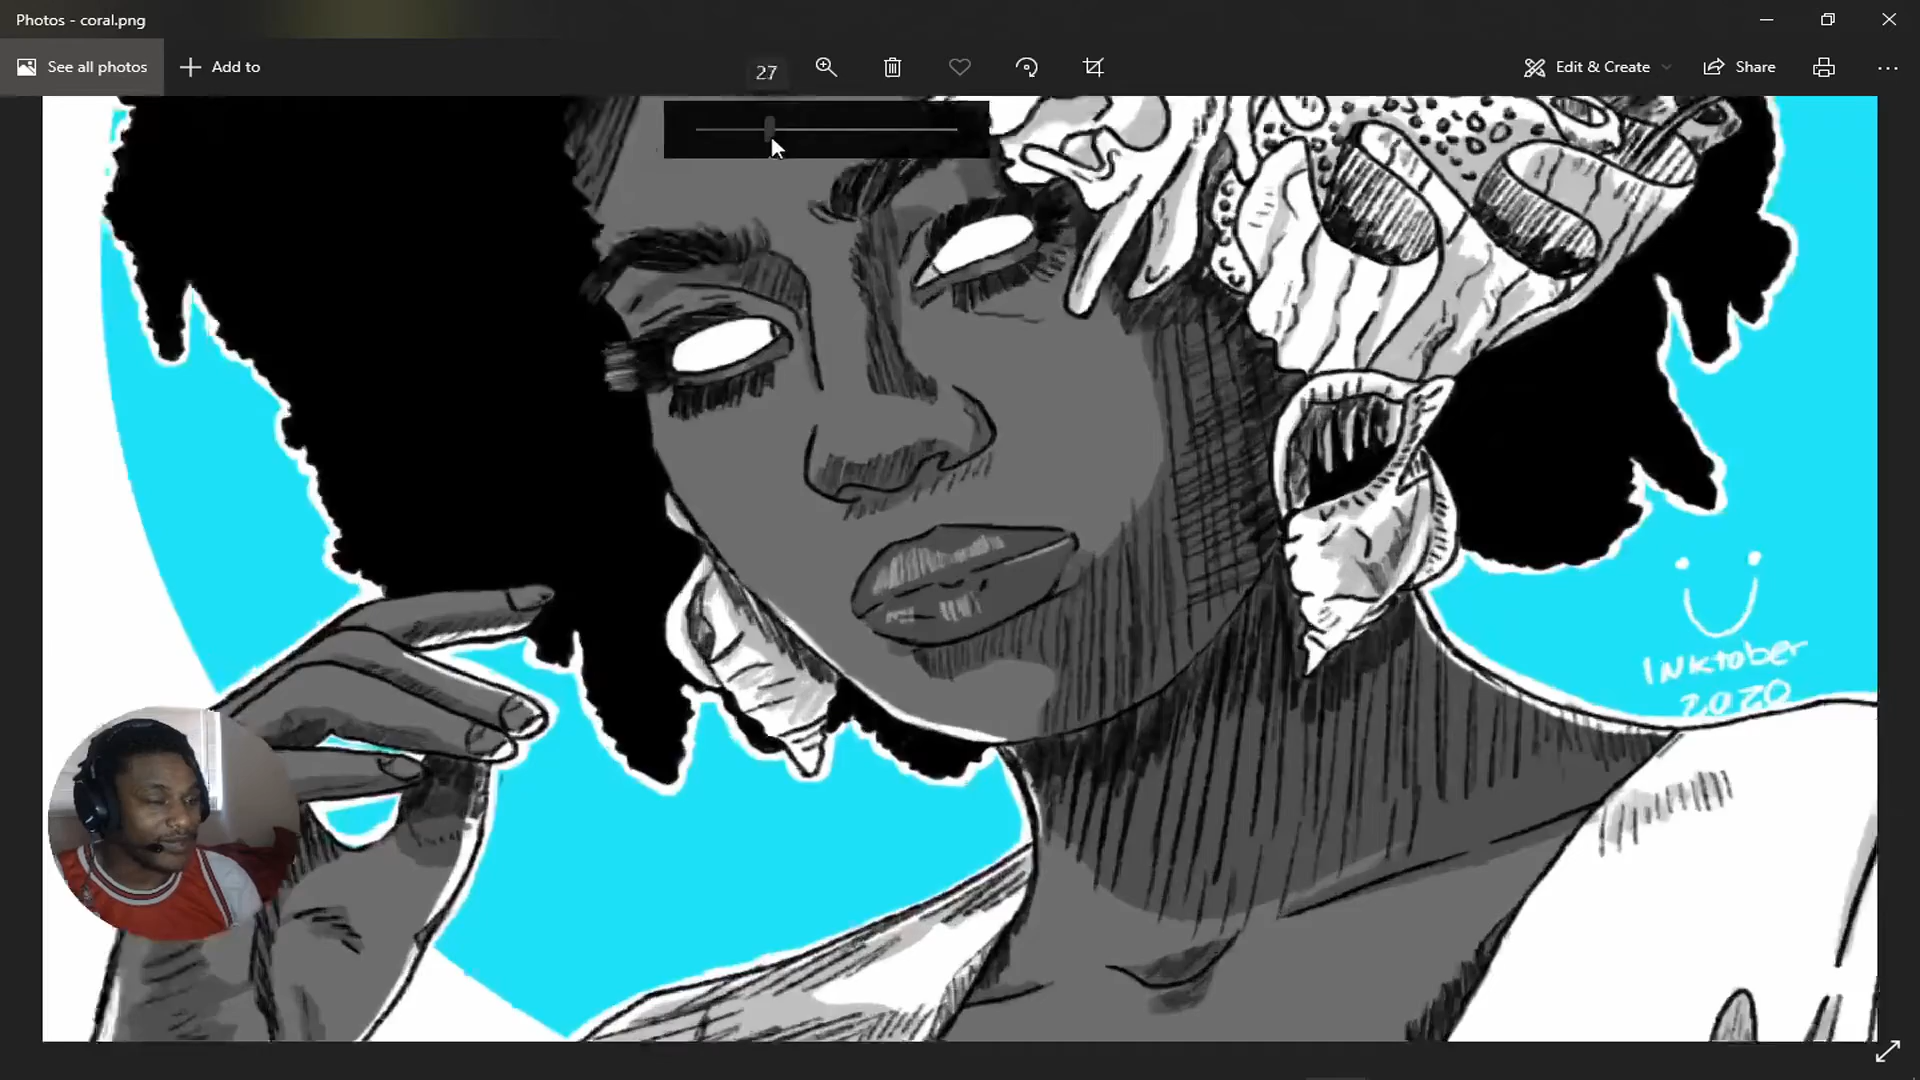 Photos - coral.png
See all photos
Add to
27
Edit & Create
Share
INKtober
2020